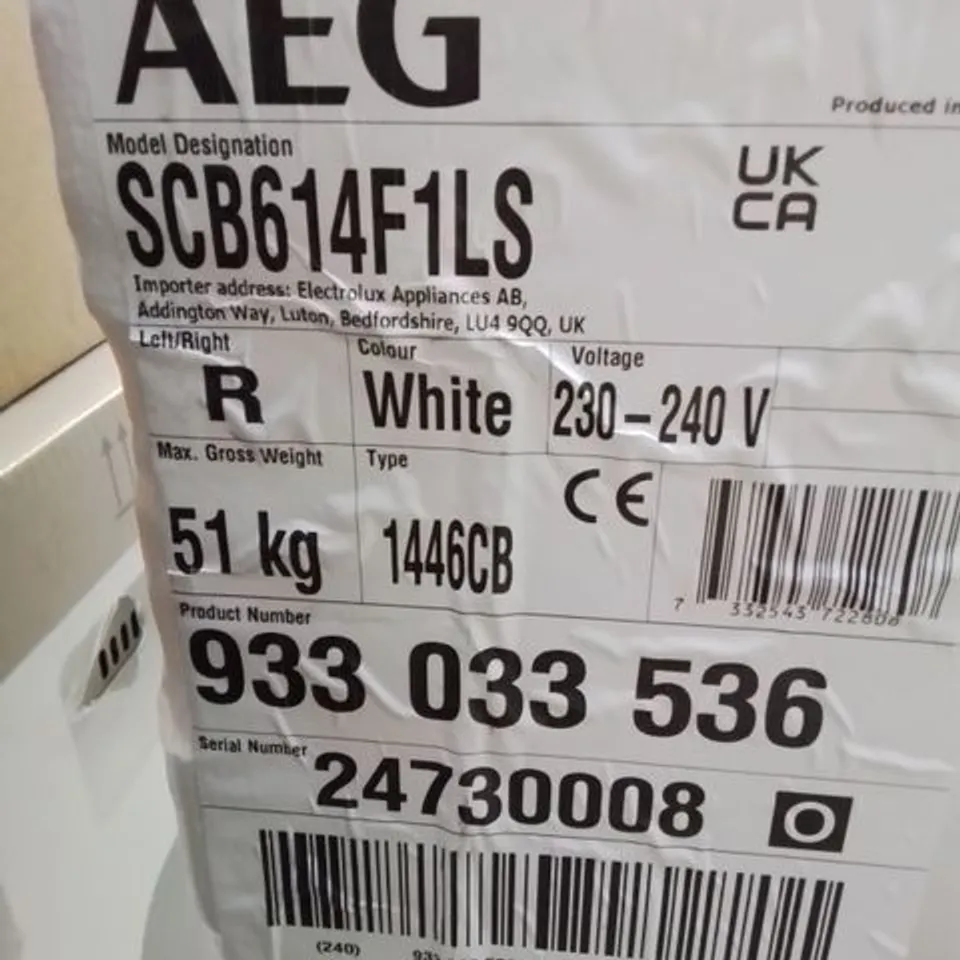 AEG
Produced in
Model Designation
SCB614F1LS
UK
CA
Importer address: Electrolux Appliances AB,
Addington Way, Luton, Bedfordshire, LU4 9QQ, UK
Left/Right
Colour
Voltage
R
White
230 – 240 V
Max. Gross Weight
Type
CE
51 kg
1446CB
7 332543 722808
Product Number
933 033 536
Serial Number
24730008
(240)